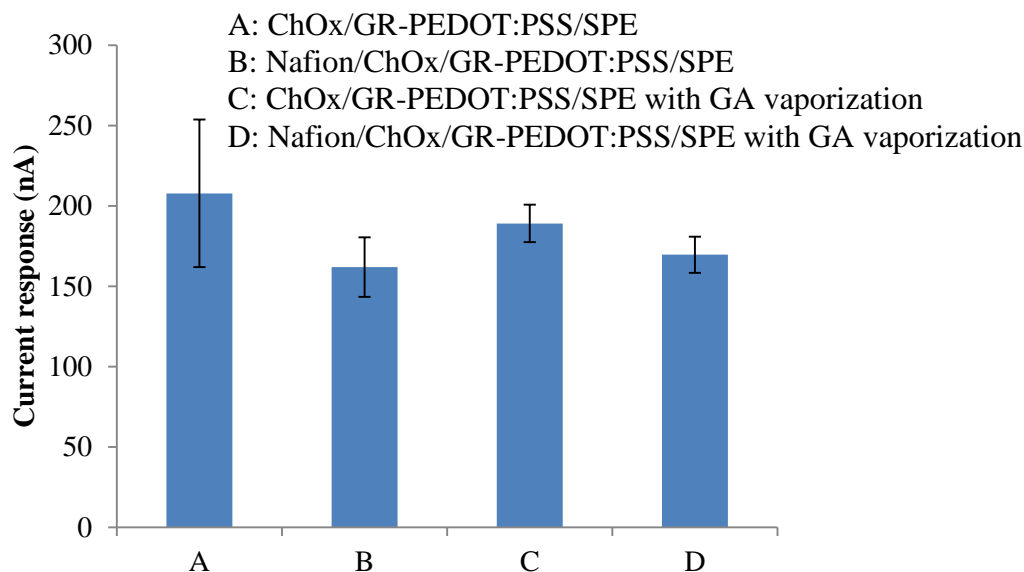 A: ChOx/GR-PEDOT:PSS/SPE
B: Nafion/ChOx/GR-PEDOT:PSS/SPE
C: ChOx/GR-PEDOT:PSS/SPE with GA vaporization
D: Nafion/ChOx/GR-PEDOT:PSS/SPE with GA vaporization
Current response (nA)
300
250
200
150
100
50
0
A B C D